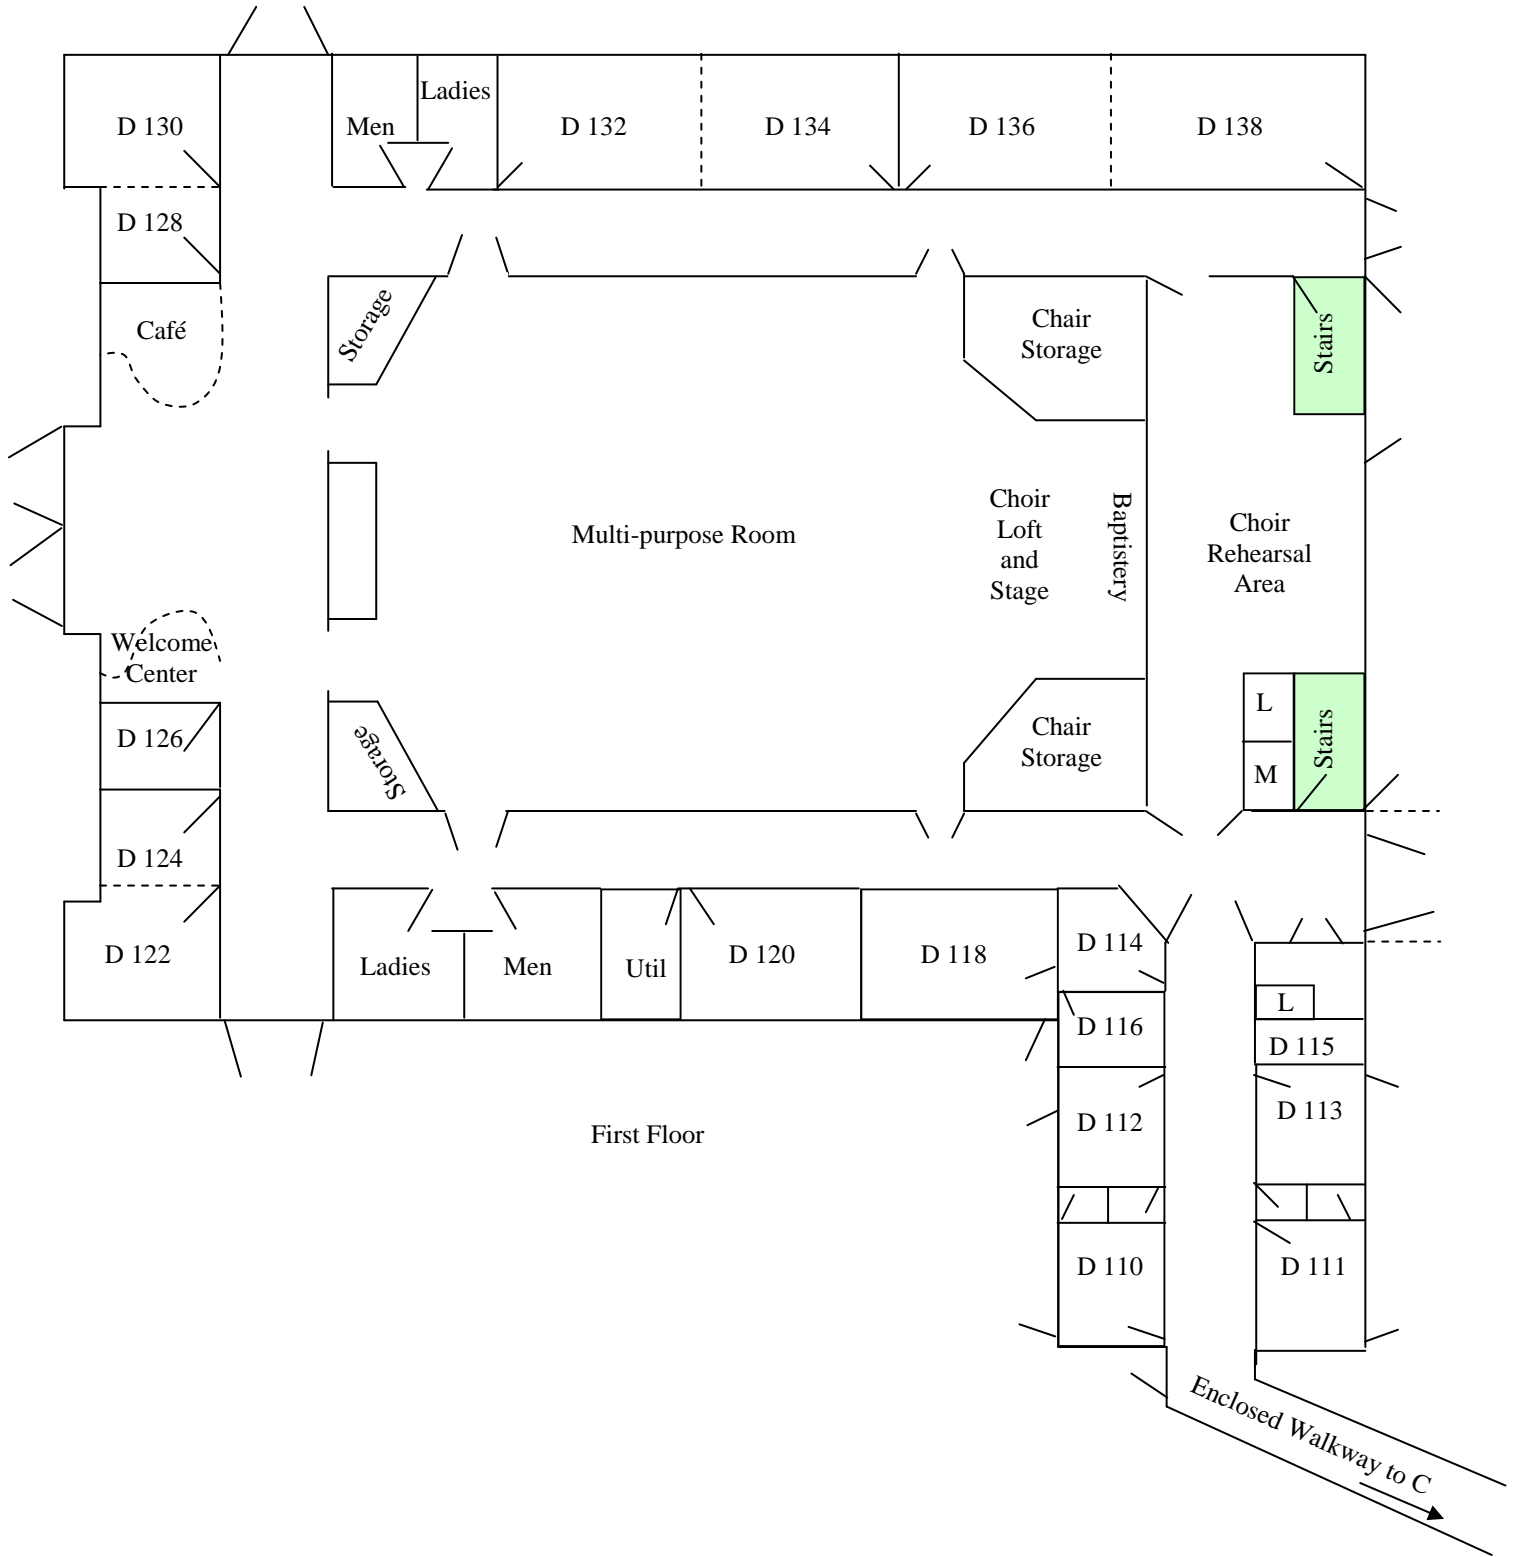 Ladies
D 130
Men
D 132
D 134
D 136
D 138
D 128
Café
Storage
Chair
Storage
Stairs
Multi-purpose Room
Choir
Loft
and
Stage
Baptistery
Choir
Rehearsal
Area
Welcome
Center
D 126
Storage
Chair
Storage
L
M
Stairs
D 124
D 122
Ladies
Men
Util
D 120
D 118
D 114
L
D 116
D 115
D 112
D 113
First Floor
D 110
D 111
Enclosed Walkway to C